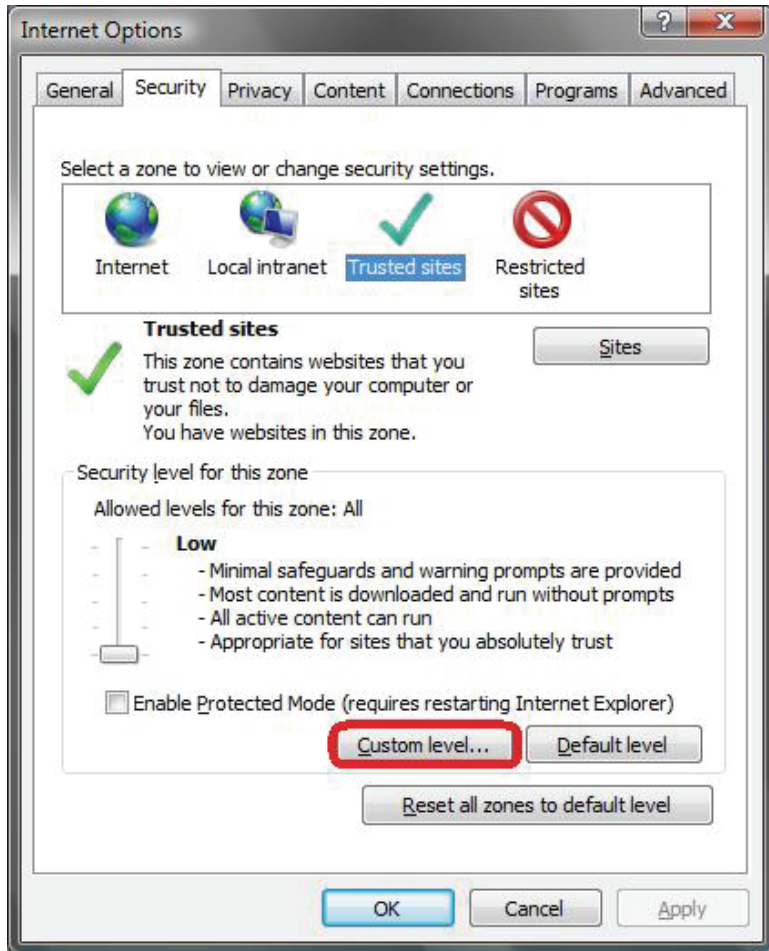 Internet Options
General Security Privacy Content Connections Programs Advanced
Select a zone to view or change security settings.
Internet Local intranet Trusted sites Restricted sites
Trusted sites
This zone contains websites that you
trust not to damage your computer or
your files.
You have websites in this zone.
Sites
Security level for this zone
Allowed levels for this zone: All
Low
- Minimal safeguards and warning prompts are provided
- Most content is downloaded and run without prompts
- All active content can run
- Appropriate for sites that you absolutely trust
Enable Protected Mode (requires restarting Internet Explorer)
Custom level... Default level
Reset all zones to default level
OK Cancel Apply